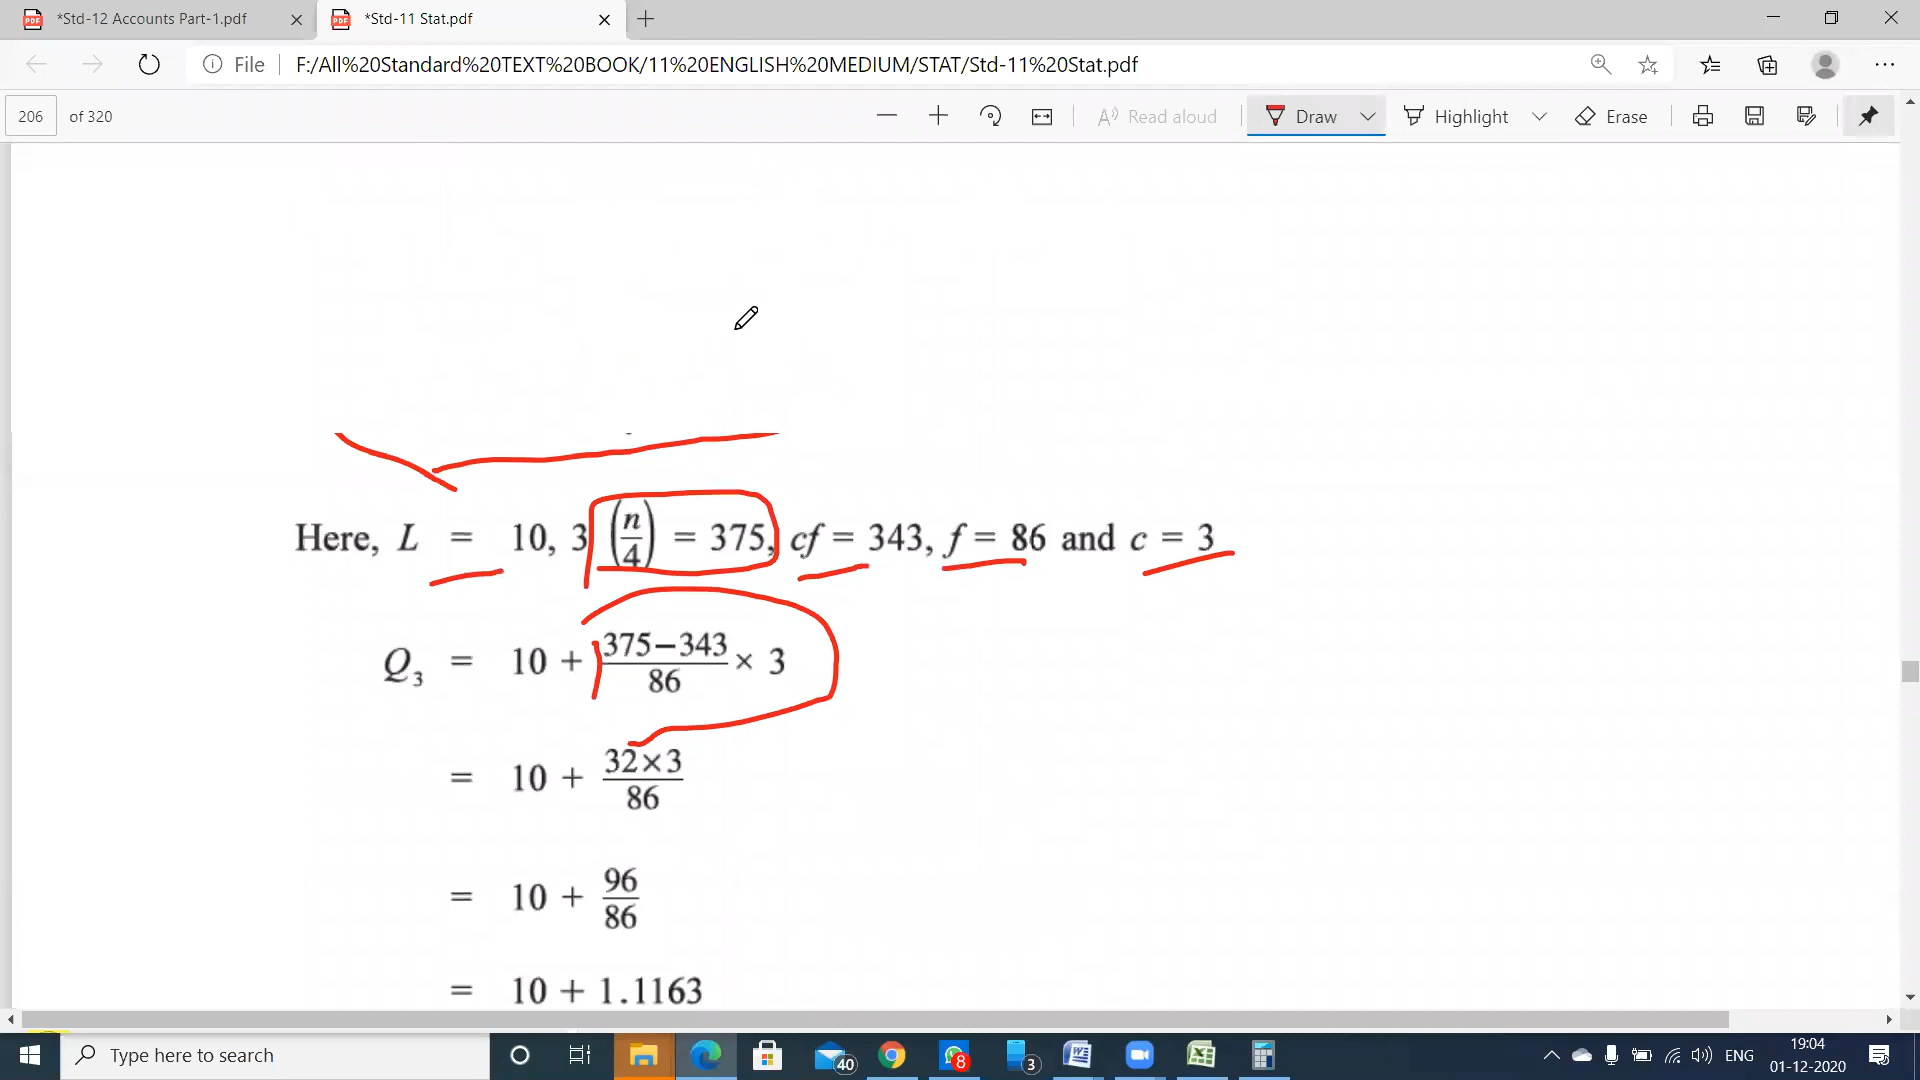 *Std-12 Accounts Part-1.pdf
*Std-11 Stat.pdf
File
F:/All%20Standard%20TEXT%20BOOK/11%20ENGLISH%20MEDIUM/STAT/Std-11%20Stat.pdf
206 of 320
Read aloud
Draw
Highlight
Erase
Here, L = 10, 3 (n/4) = 375, cf = 343, f = 86 and c = 3
Q₃ = 10 + (375−343)/86 × 3
= 10 + (32×3)/86
= 10 + 96/86
= 10 + 1.1163
Type here to search
40
8
3
ENG
19:04
01-12-2020